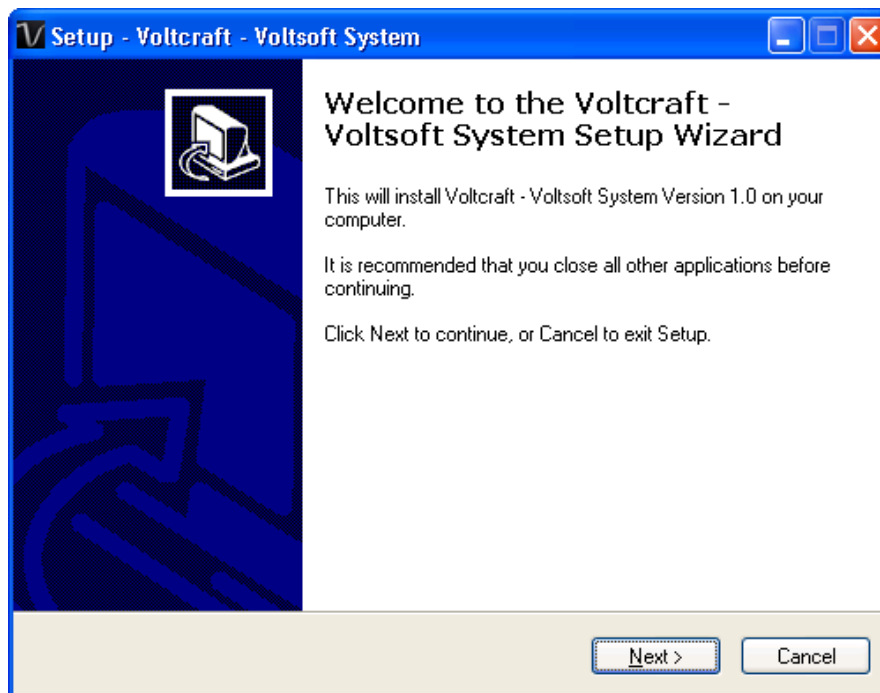 Setup - Voltcraft - Voltsoft System
Welcome to the Voltcraft -
Voltsoft System Setup Wizard
This will install Voltcraft - Voltsoft System Version 1.0 on your
computer.
It is recommended that you close all other applications before
continuing.
Click Next to continue, or Cancel to exit Setup.
Next >
Cancel